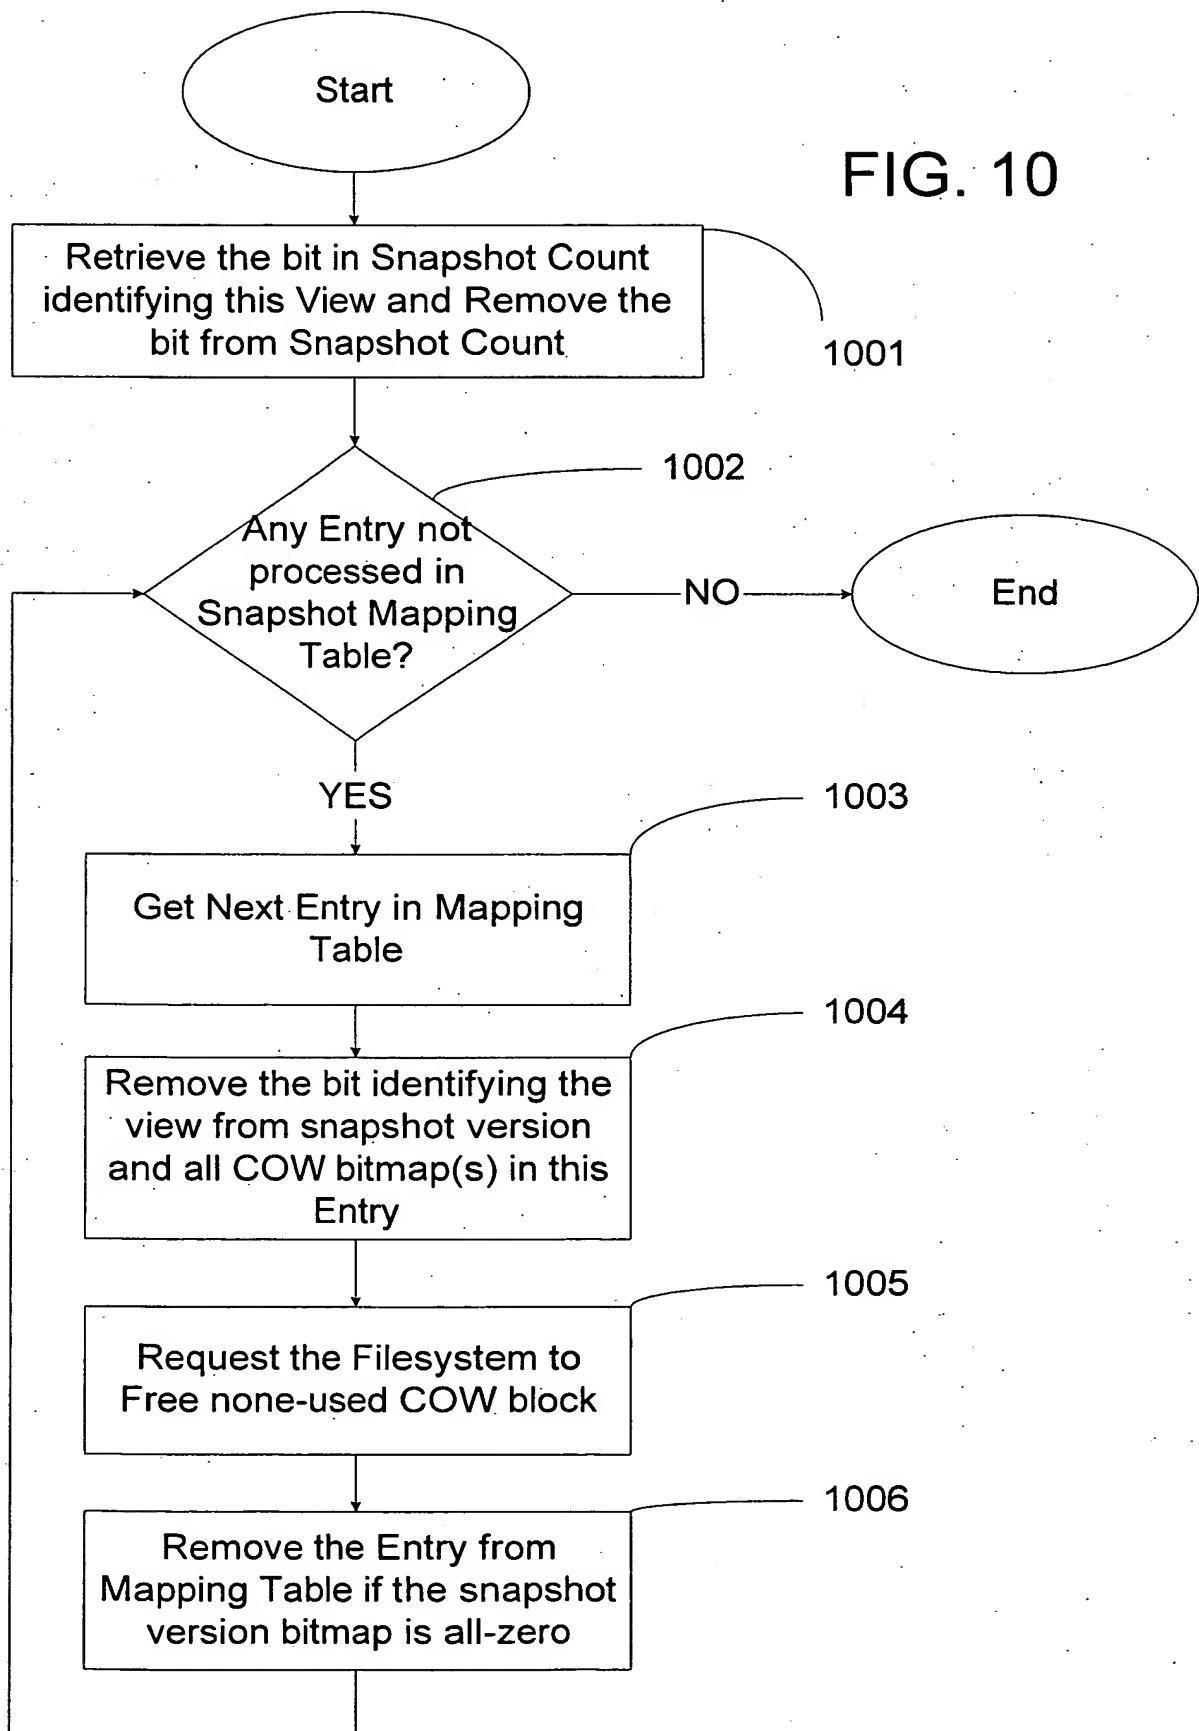 Start
FIG. 10
Retrieve the bit in Snapshot Count
identifying this View and Remove the
bit from Snapshot Count
1001
1002
Any Entry not
processed in
Snapshot Mapping
Table?
NO
End
YES
1003
Get Next Entry in Mapping
Table
1004
Remove the bit identifying the
view from snapshot version
and all COW bitmap(s) in this
Entry
1005
Request the Filesystem to
Free none-used COW block
1006
Remove the Entry from
Mapping Table if the snapshot
version bitmap is all-zero